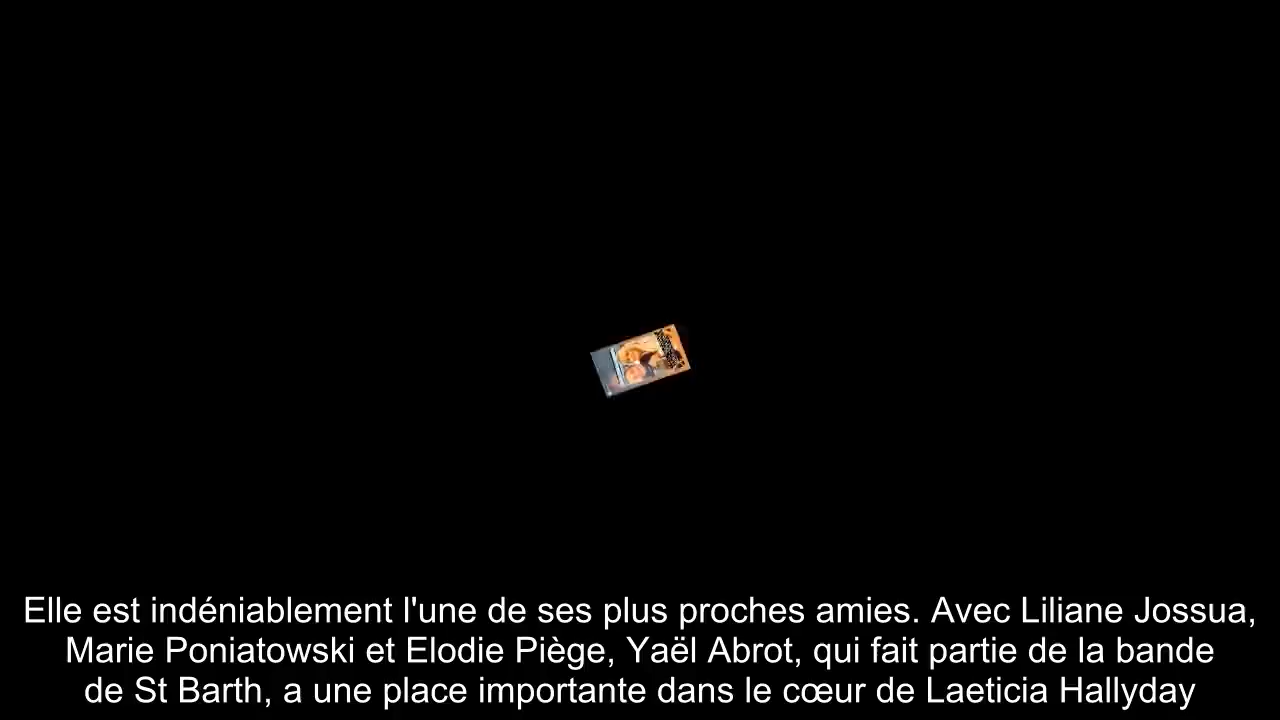 Elle est indéniablement l'une de ses plus proches amies. Avec Liliane Jossua,
Marie Poniatowski et Elodie Piège, Yaël Abrot, qui fait partie de la bande
de St Barth, a une place importante dans le cœur de Laeticia Hallyday